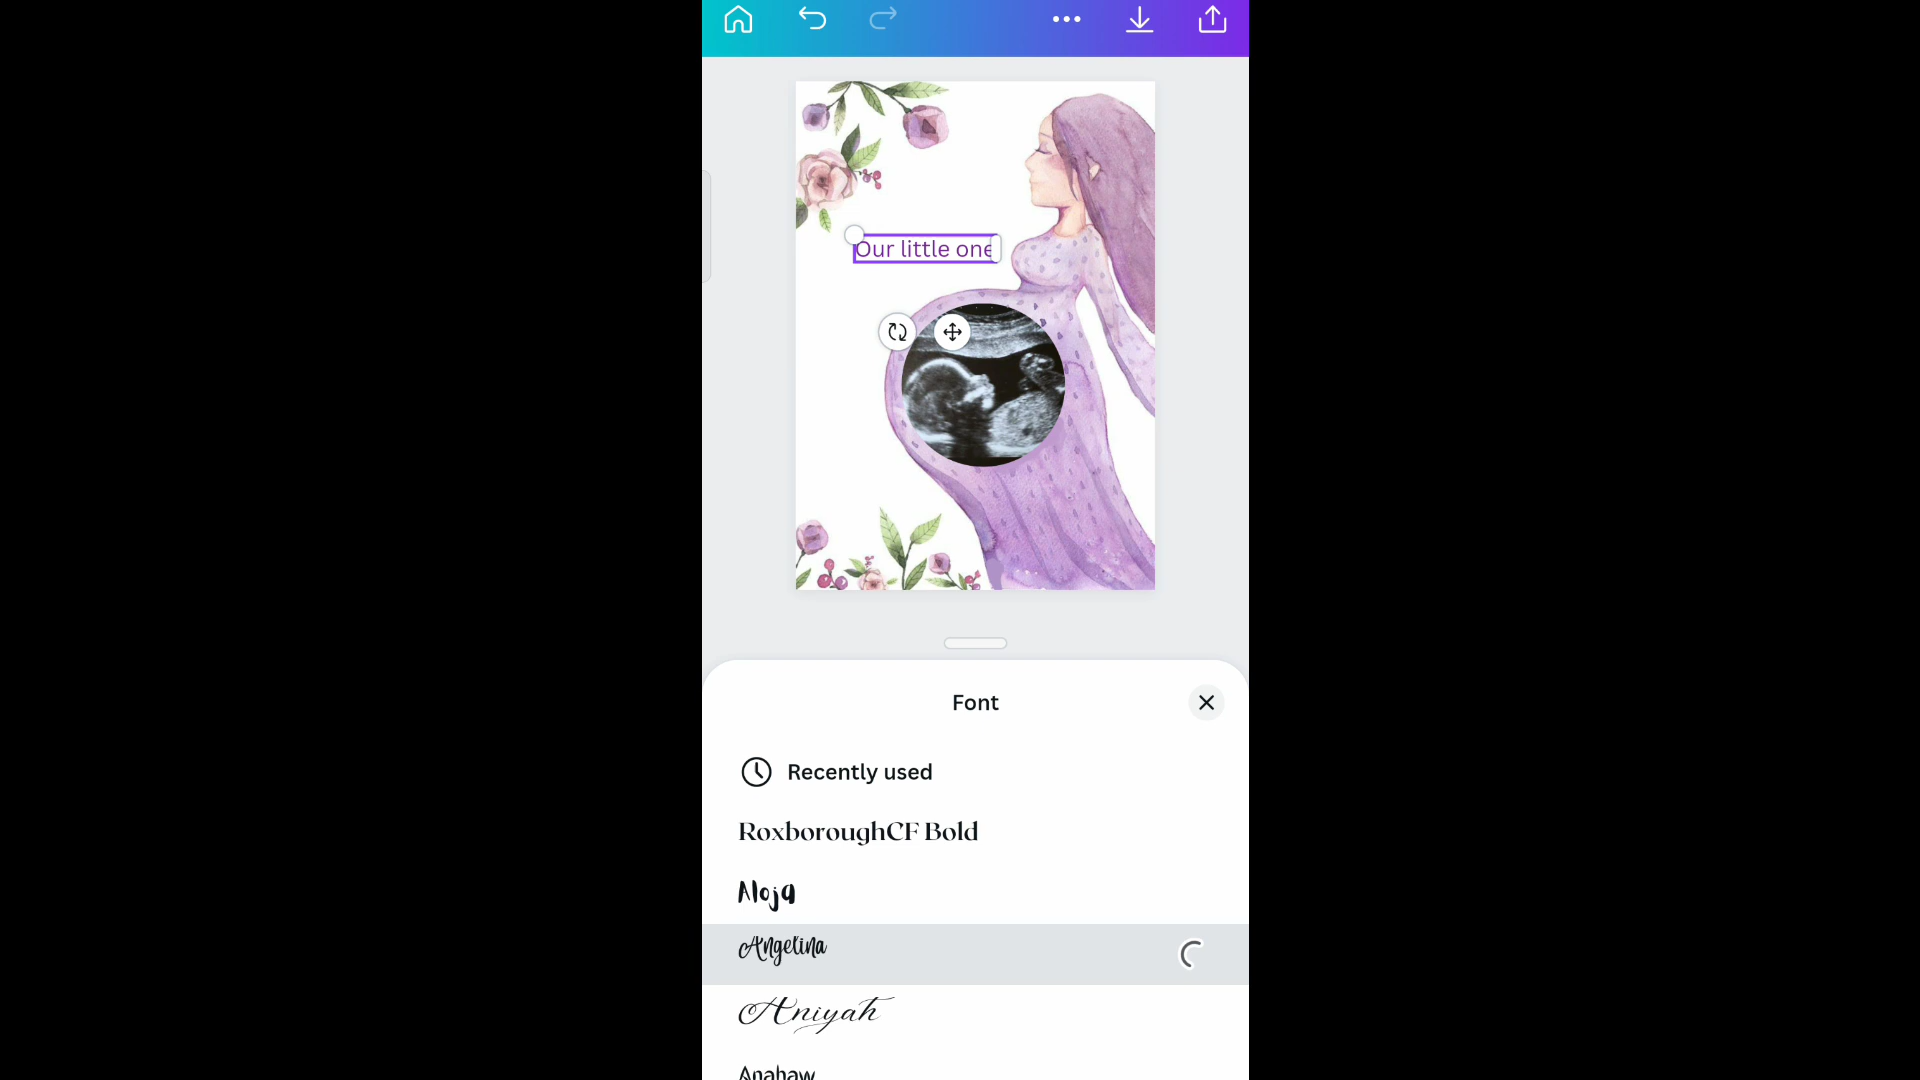 Our little one
Font
Recently used
RoxboroughCF Bold
Aloja
Angelina
Aniyah
Anahaw